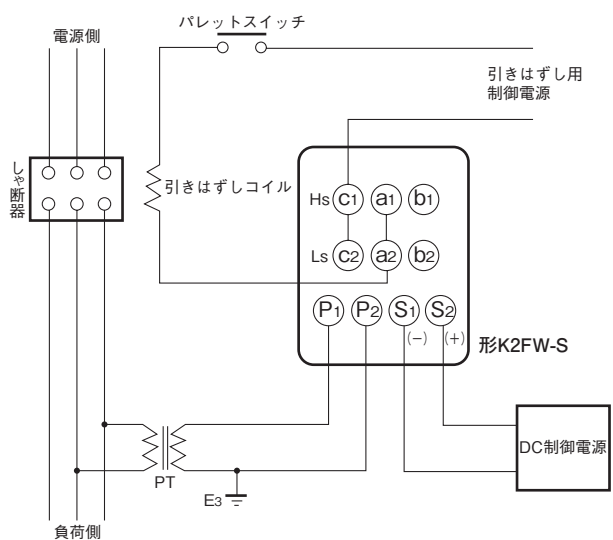 パレットスイッチ
電源側
引きはずし用
制御電源
しゃ断器
引きはずしコイル
Hs c1 a1 b1
Ls c2 a2 b2
P1 P2 S1 S2
(−) (+)
形K2FW-S
DC制御電源
PT
E3
負荷側